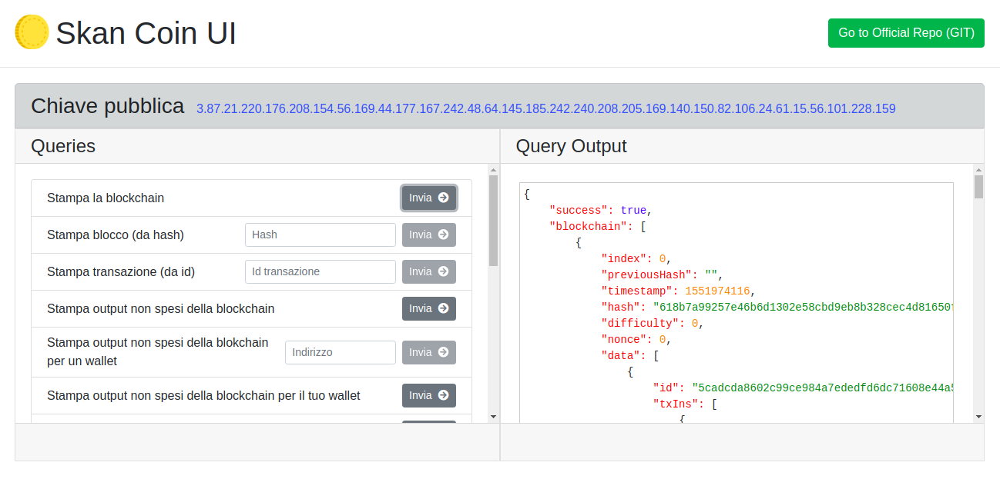 Skan Coin UI
Go to Official Repo (GIT)
Chiave pubblica 3.87.21.220.176.208.154.56.169.44.177.167.242.48.64.145.185.242.240.208.205.169.140.150.82.106.24.61.15.56.101.228.159
Queries
Stampa la blockchain Invia
Stampa blocco (da hash) Hash Invia
Stampa transazione (da id) Id transazione Invia
Stampa output non spesi della blockchain Invia
Stampa output non spesi della blokchain
per un wallet Indirizzo Invia
Stampa output non spesi della blockchain per il tuo wallet Invia
Query Output
{
"success": true,
"blockchain": [
{
"index": 0,
"previousHash": "",
"timestamp": 1551974116,
"hash": "618b7a99257e46b6d1302e58cbd9eb8b328cec4d81650
"difficulty": 0,
"nonce": 0,
"data": [
{
"id": "5cadcda8602c99ce984a7ededfd6dc71608e44a
"txIns": [
{